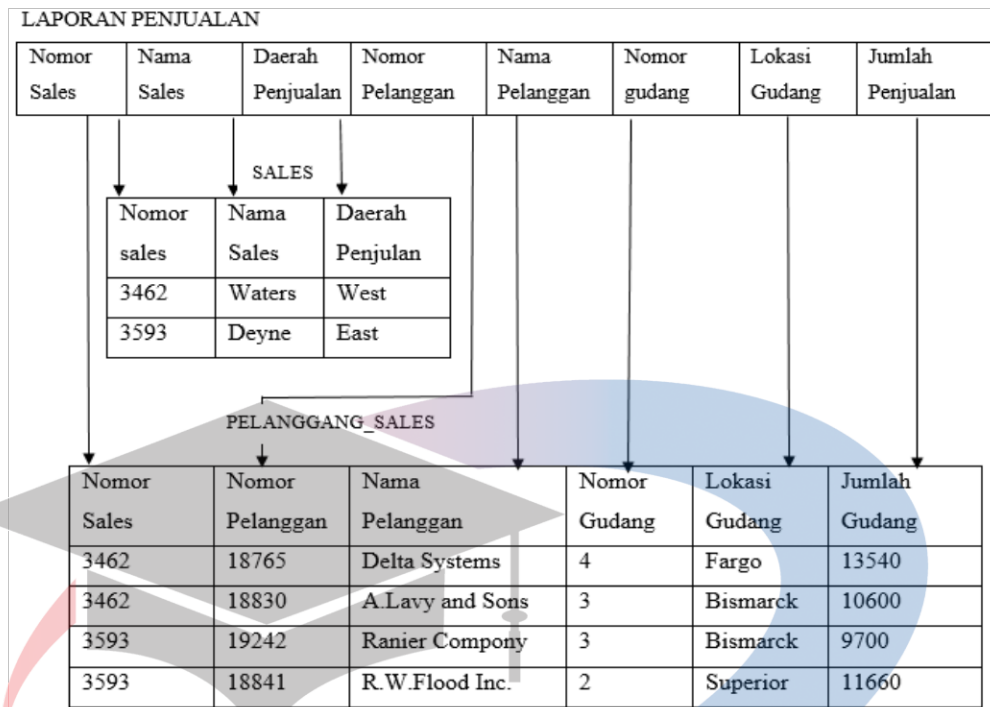 LAPORAN PENJUALAN
Nomor Nama Daerah Nomor Nama Nomor Lokasi Jumlah
Sales Sales Penjualan Pelanggan Pelanggan gudang Gudang Penjualan
SALES
Nomor Nama Daerah
sales Sales Penjulan
3462 Waters West
3593 Deyne East
PELANGGANG_SALES
Nomor Nomor Nama Nomor Lokasi Jumlah
Sales Pelanggan Pelanggan Gudang Gudang Gudang
3462 18765 Delta Systems 4 Fargo 13540
3462 18830 A.Lavy and Sons 3 Bismarck 10600
3593 19242 Ranier Compony 3 Bismarck 9700
3593 18841 R.W.Flood Inc. 2 Superior 11660